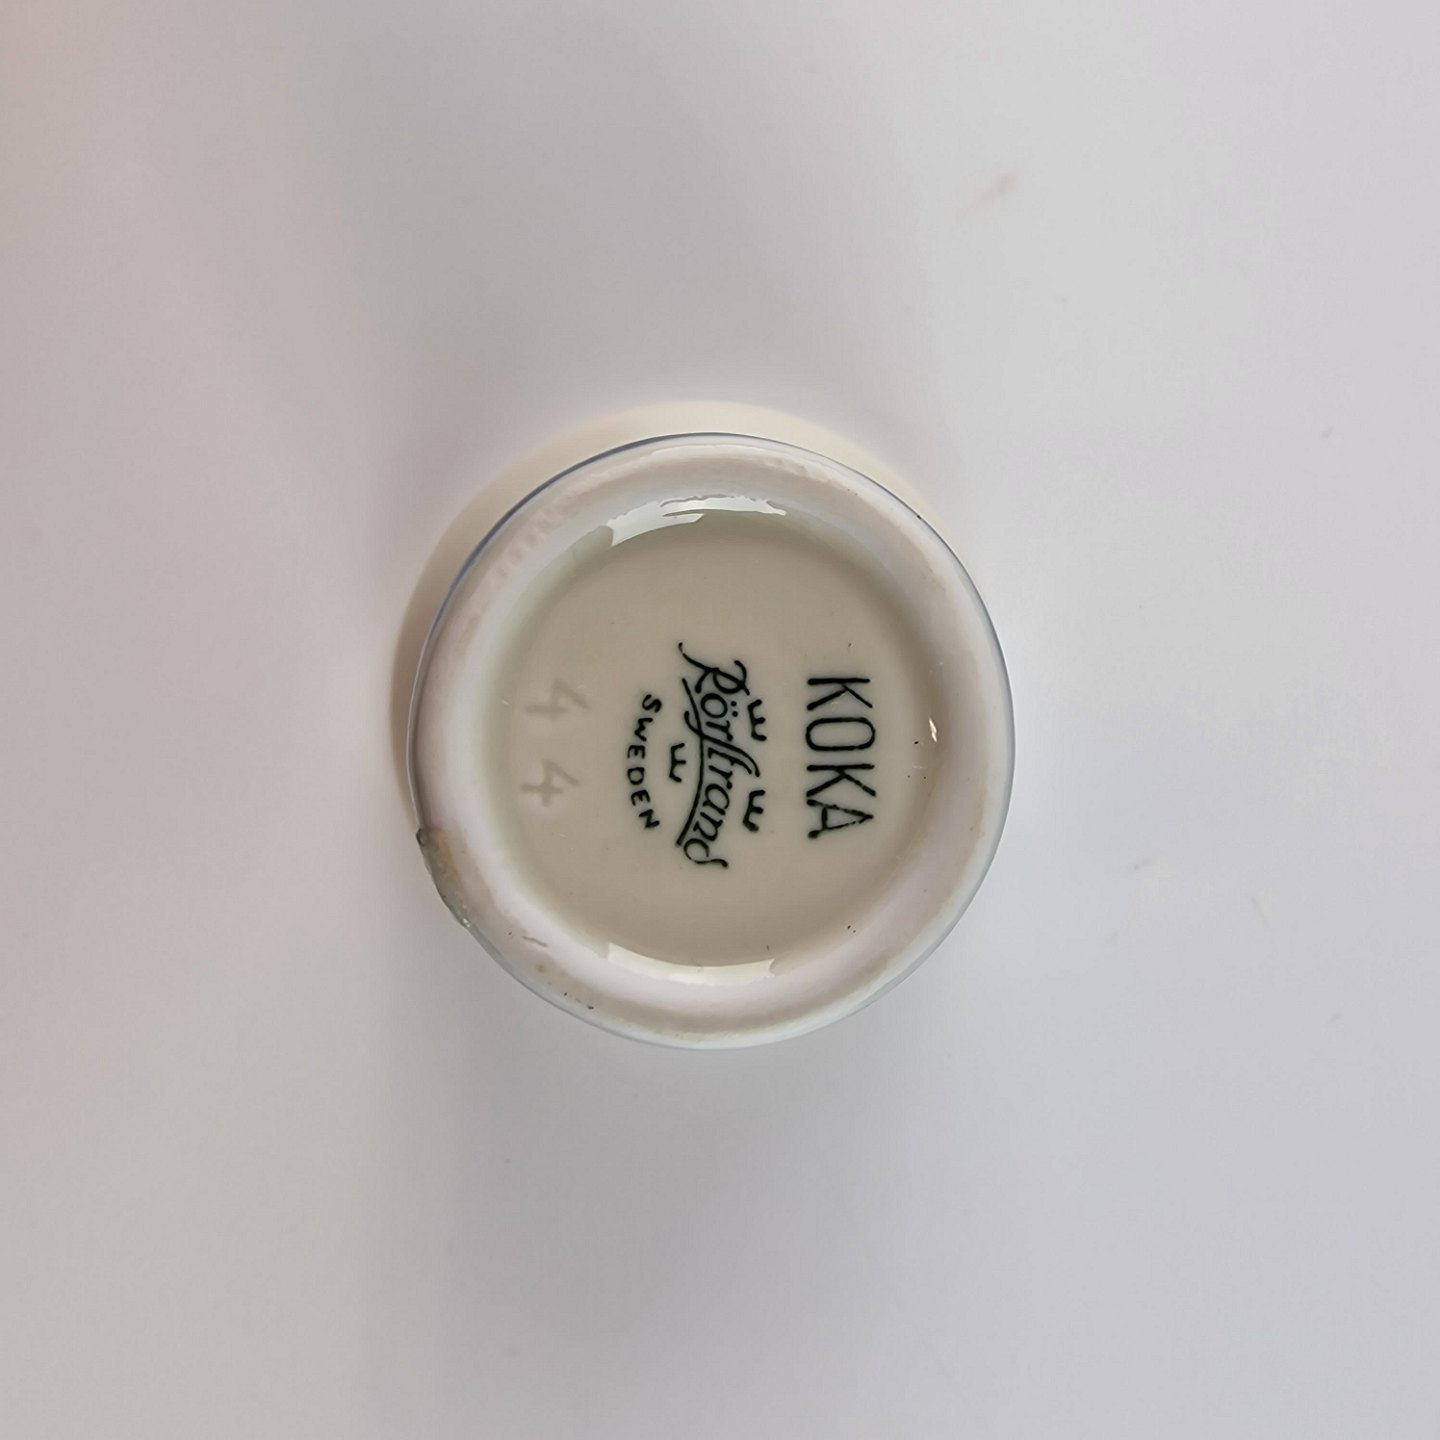 KOKA
Rörstrand
SWEDEN
44